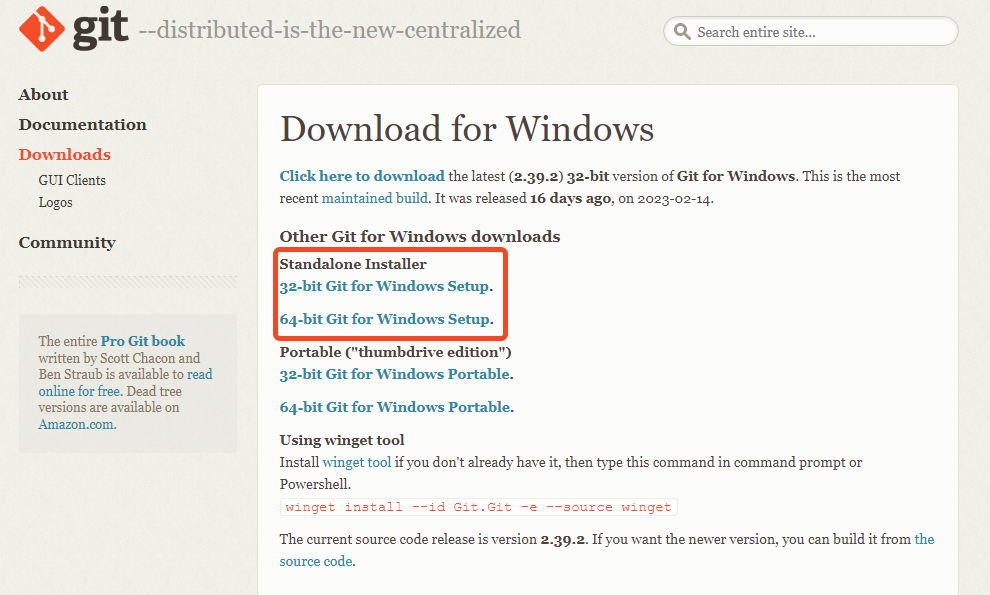 git --distributed-is-the-new-centralized
Search entire site...
About
Documentation
Downloads
GUI Clients
Logos
Community
The entire Pro Git book
written by Scott Chacon and
Ben Straub is available to read
online for free. Dead tree
versions are available on
Amazon.com.
Download for Windows
Click here to download the latest (2.39.2) 32-bit version of Git for Windows. This is the most
recent maintained build. It was released 16 days ago, on 2023-02-14.
Other Git for Windows downloads
Standalone Installer
32-bit Git for Windows Setup.
64-bit Git for Windows Setup.
Portable ("thumbdrive edition")
32-bit Git for Windows Portable.
64-bit Git for Windows Portable.
Using winget tool
Install winget tool if you don't already have it, then type this command in command prompt or
Powershell.
winget install --id Git.Git -e --source winget
The current source code release is version 2.39.2. If you want the newer version, you can build it from the
source code.